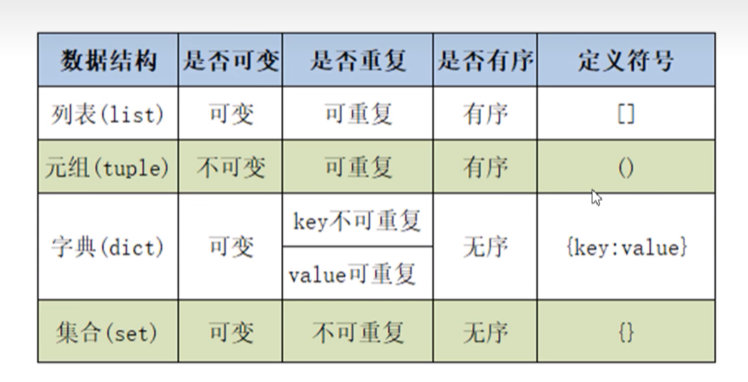 数据结构 是否可变 是否重复 是否有序 定义符号
列表(list) 可变 可重复 有序 []
元组(tuple) 不可变 可重复 有序 ()
字典(dict) 可变 key不可重复 无序 {key:value}
value可重复
集合(set) 可变 不可重复 无序 {}